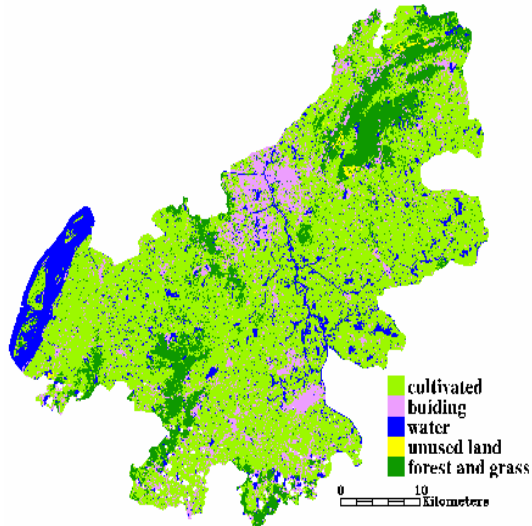 cultivated
buiding
water
unused land
forest and grass
0 10
Kilometers